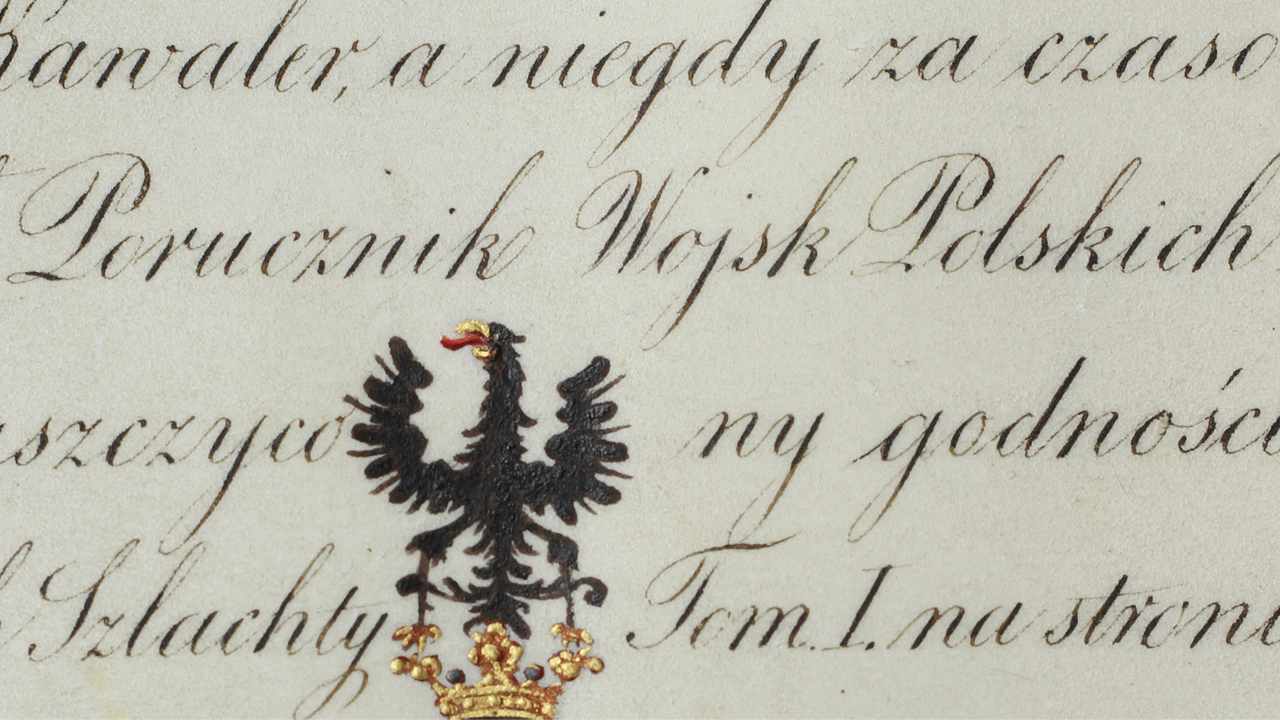 Kawaler, a niegdy za czaso
Porucznik Wojsk Polskich
szczyco ny godnośc
Szlachty Tom. I. na stron